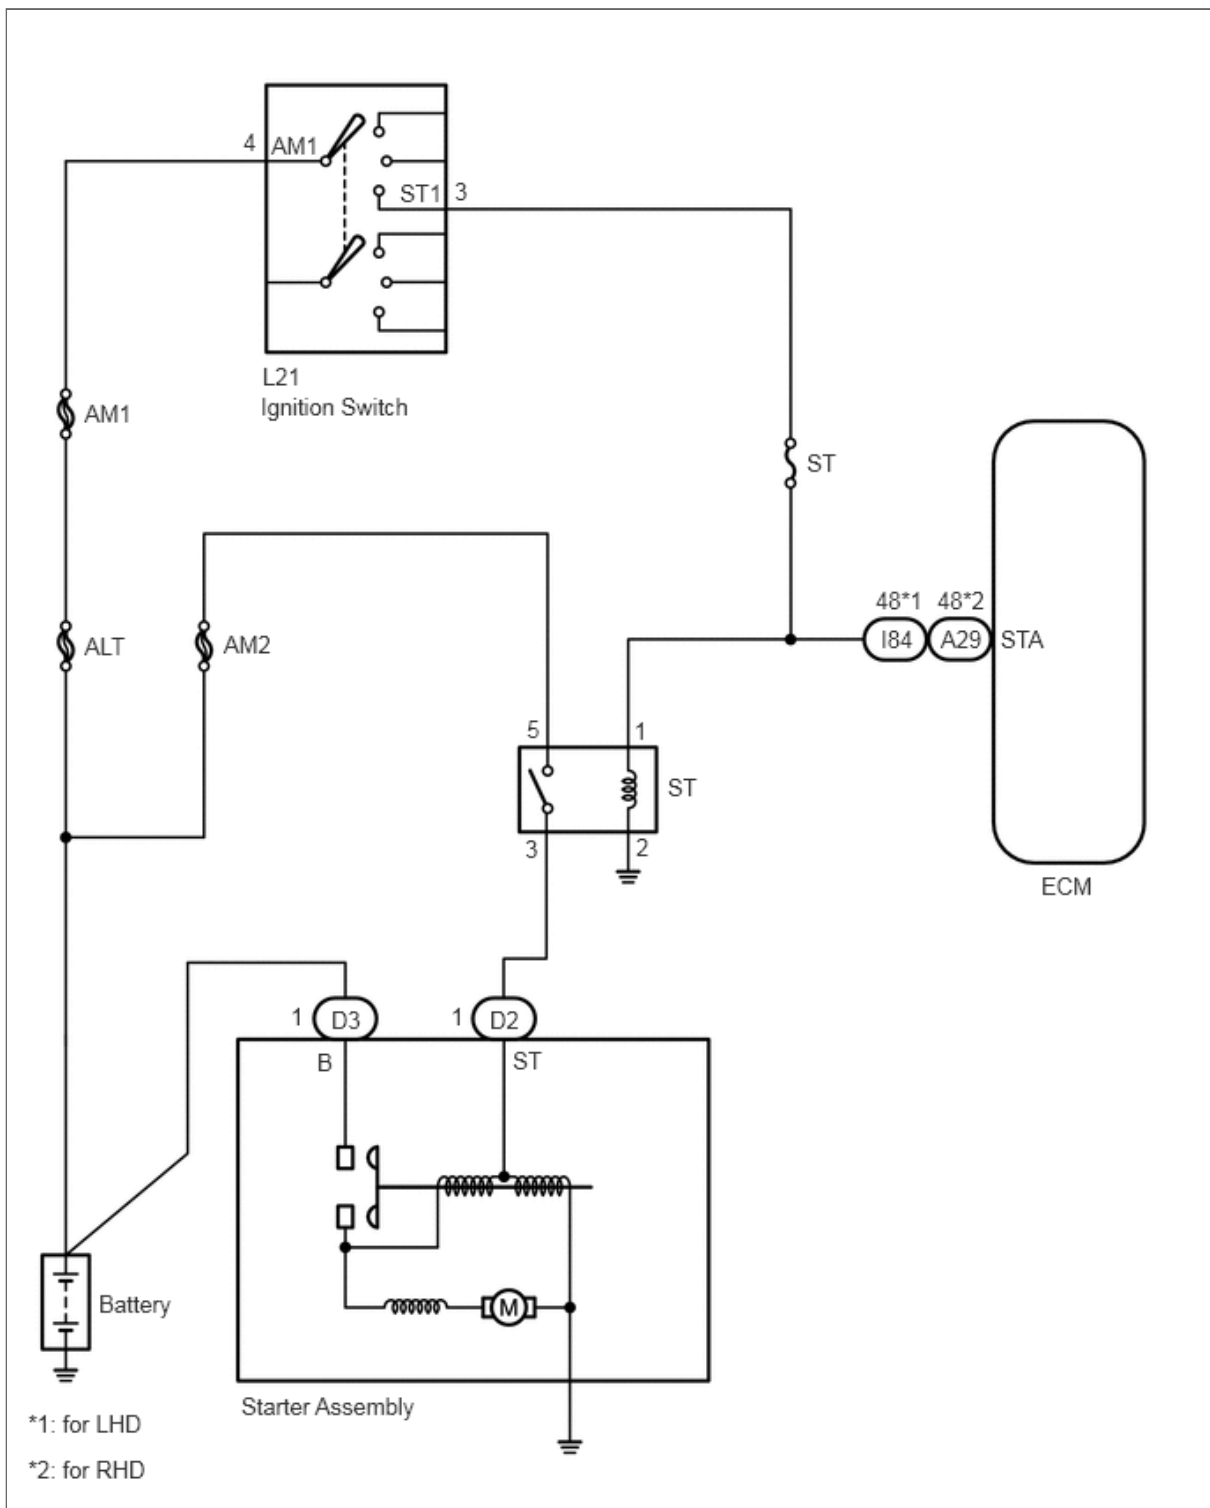 4
AM1
ST1
3
L21
Ignition Switch
AM1
ST
48*1
48*2
ALT
AM2
I84
A29
STA
5
1
ST
3
2
ECM
1
D3
1
D2
B
ST
M
Battery
Starter Assembly
*1: for LHD
*2: for RHD